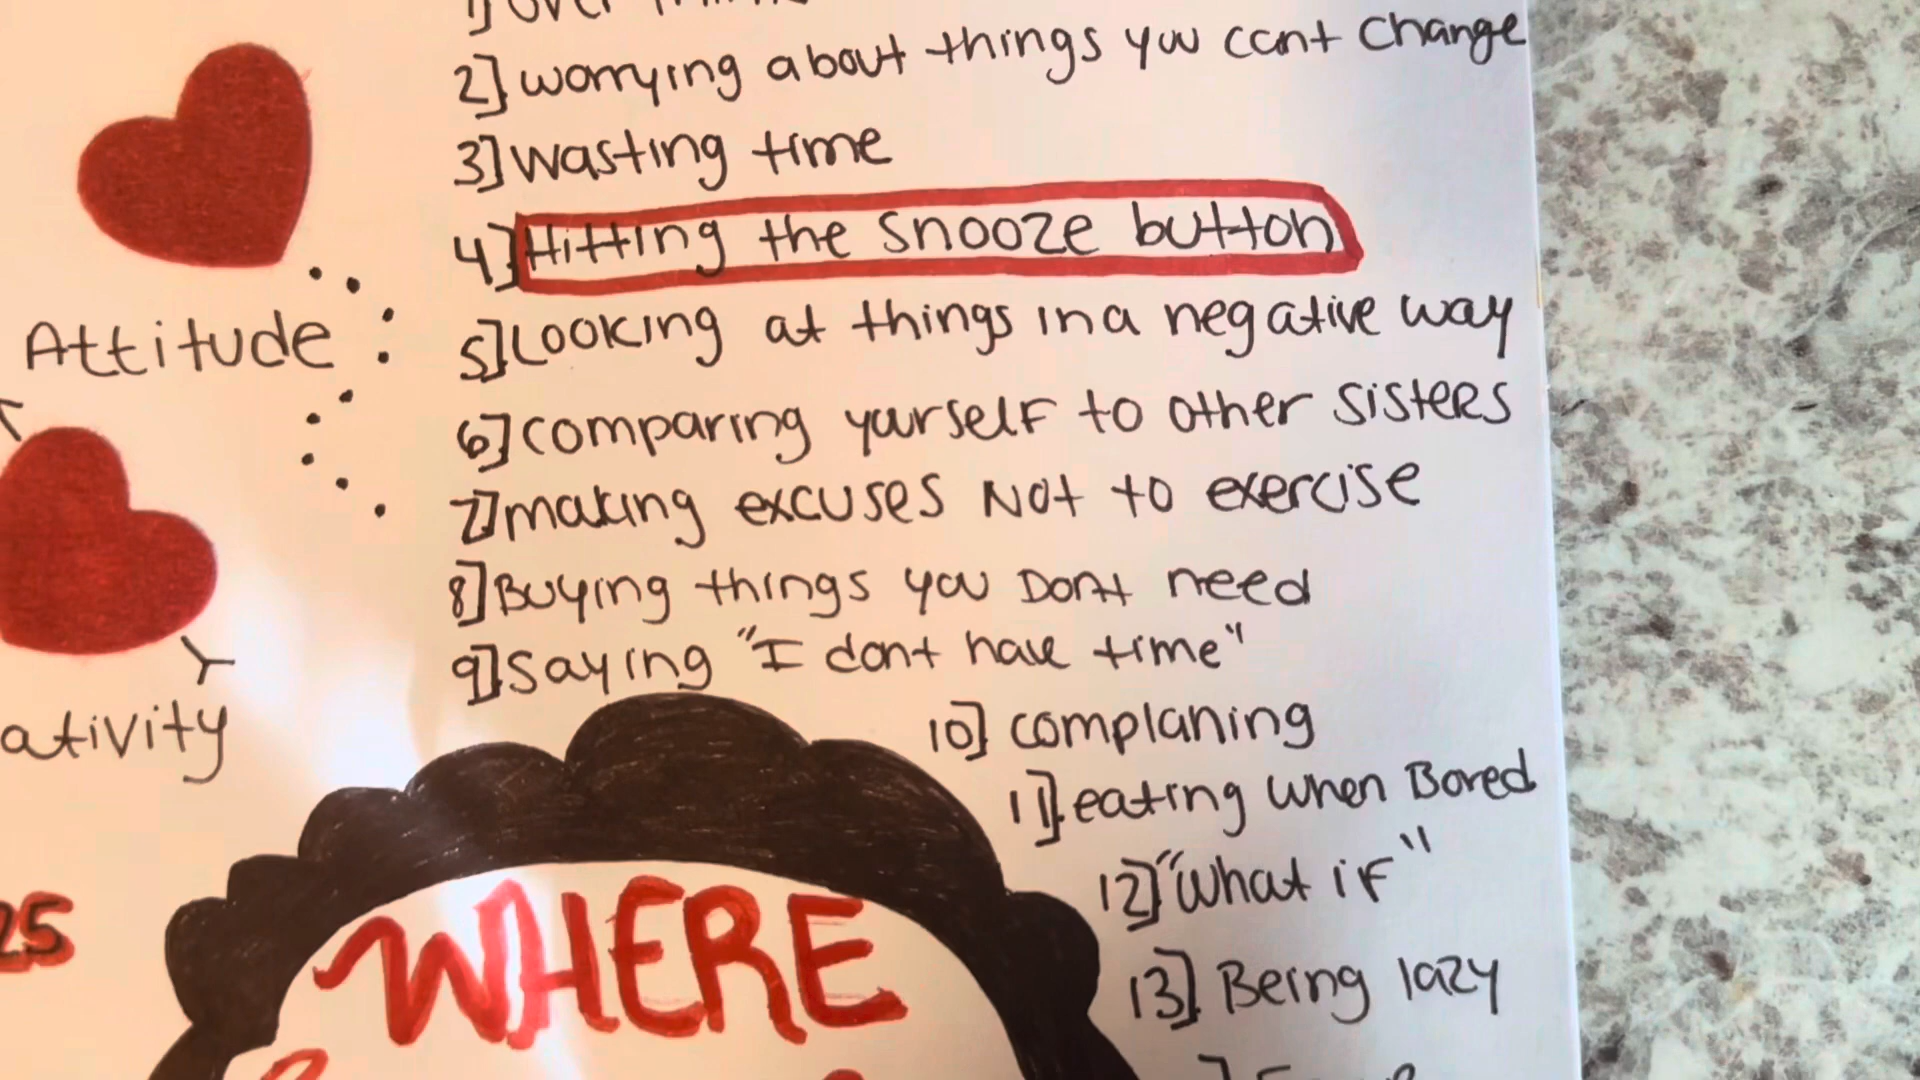 2] worrying about things you cant change
3] wasting time
4] Hitting the snooze button
5] Looking at things in a negative way
Attitude
6] comparing yourself to other sisters
7] making excuses Not to exercise
8] Buying things you Dont need
9] Saying "I dont have time"
ativity
10] complaning
11] eating when Bored
12] "What if"
25
WHERE
13] Being lazy